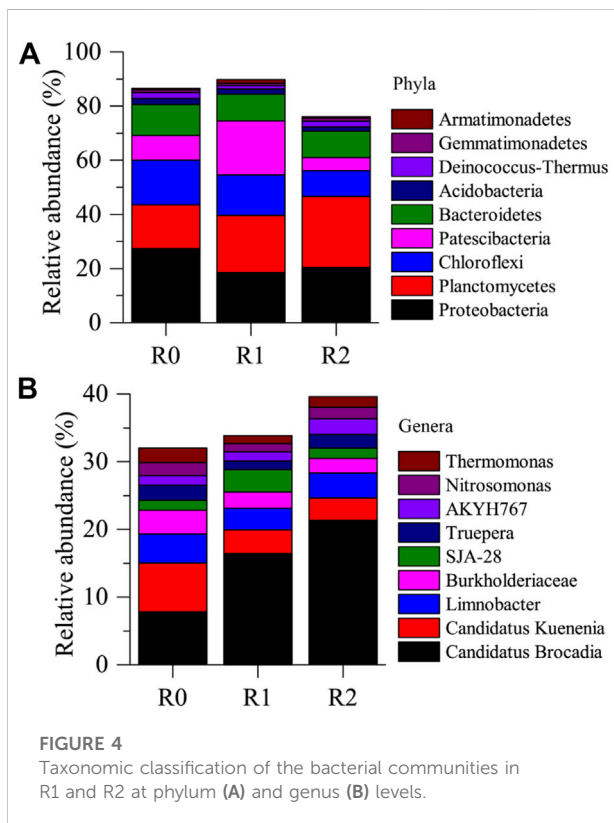 A
Relative abundance (%)
100
80
60
40
20
0
R0
R1
R2
Phyla
Armatimonadetes
Gemmatimonadetes
Deinococcus-Thermus
Acidobacteria
Bacteroidetes
Patescibacteria
Chloroflexi
Planctomycetes
Proteobacteria
B
Relative abundance (%)
40
30
20
10
0
R0
R1
R2
Genera
Thermomonas
Nitrosomonas
AKYH767
Truepera
SJA-28
Burkholderiaceae
Limnobacter
Candidatus Kuenenia
Candidatus Brocadia
FIGURE 4
Taxonomic classification of the bacterial communities in
R1 and R2 at phylum (A) and genus (B) levels.